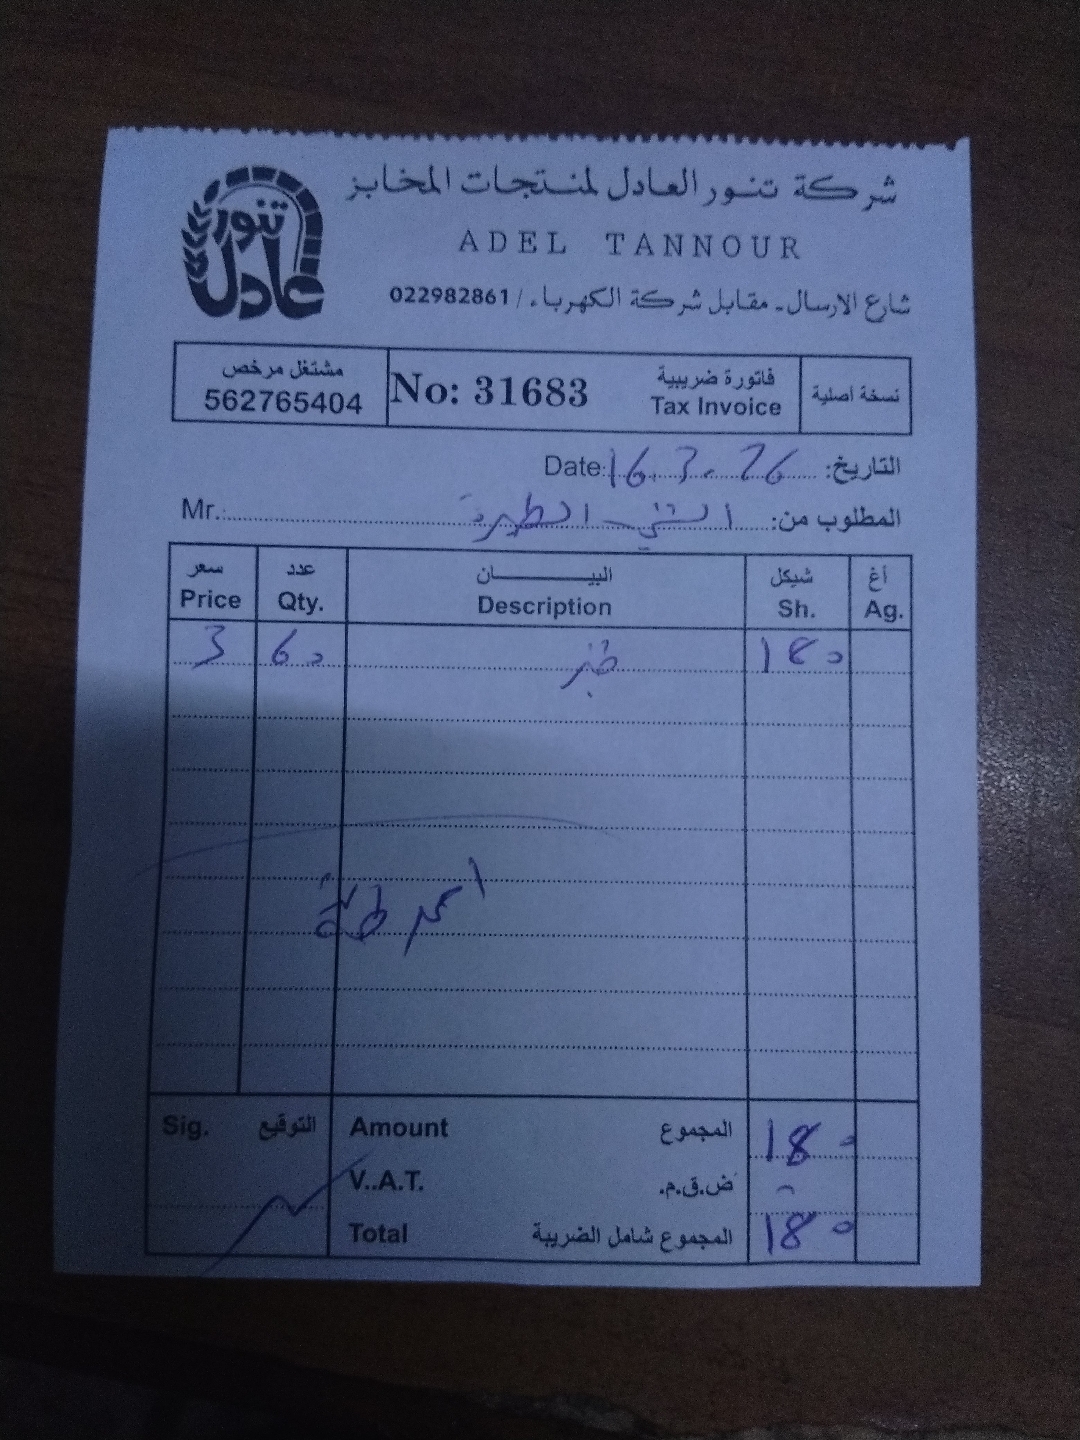 شركة تنور العادل لمنتجات المخابز
تنور عادل
ADEL TANNOUR
شارع الارسال - مقابل شركة الكهرباء / 022982861
نسخة أصلية
فاتورة ضريبية
Tax Invoice
No: 31683
مشتغل مرخص
562765404
التاريخ: Date: 16.3.26
المطلوب من: Mr.:
أغ شيكل البيـــــان عدد سعر
Ag. Sh. Description Qty. Price
180 خبز 60 3
المجموع Amount 180
التوقيع Sig.
ض.ق.م. V..A.T. -
المجموع شامل الضريبة Total 180